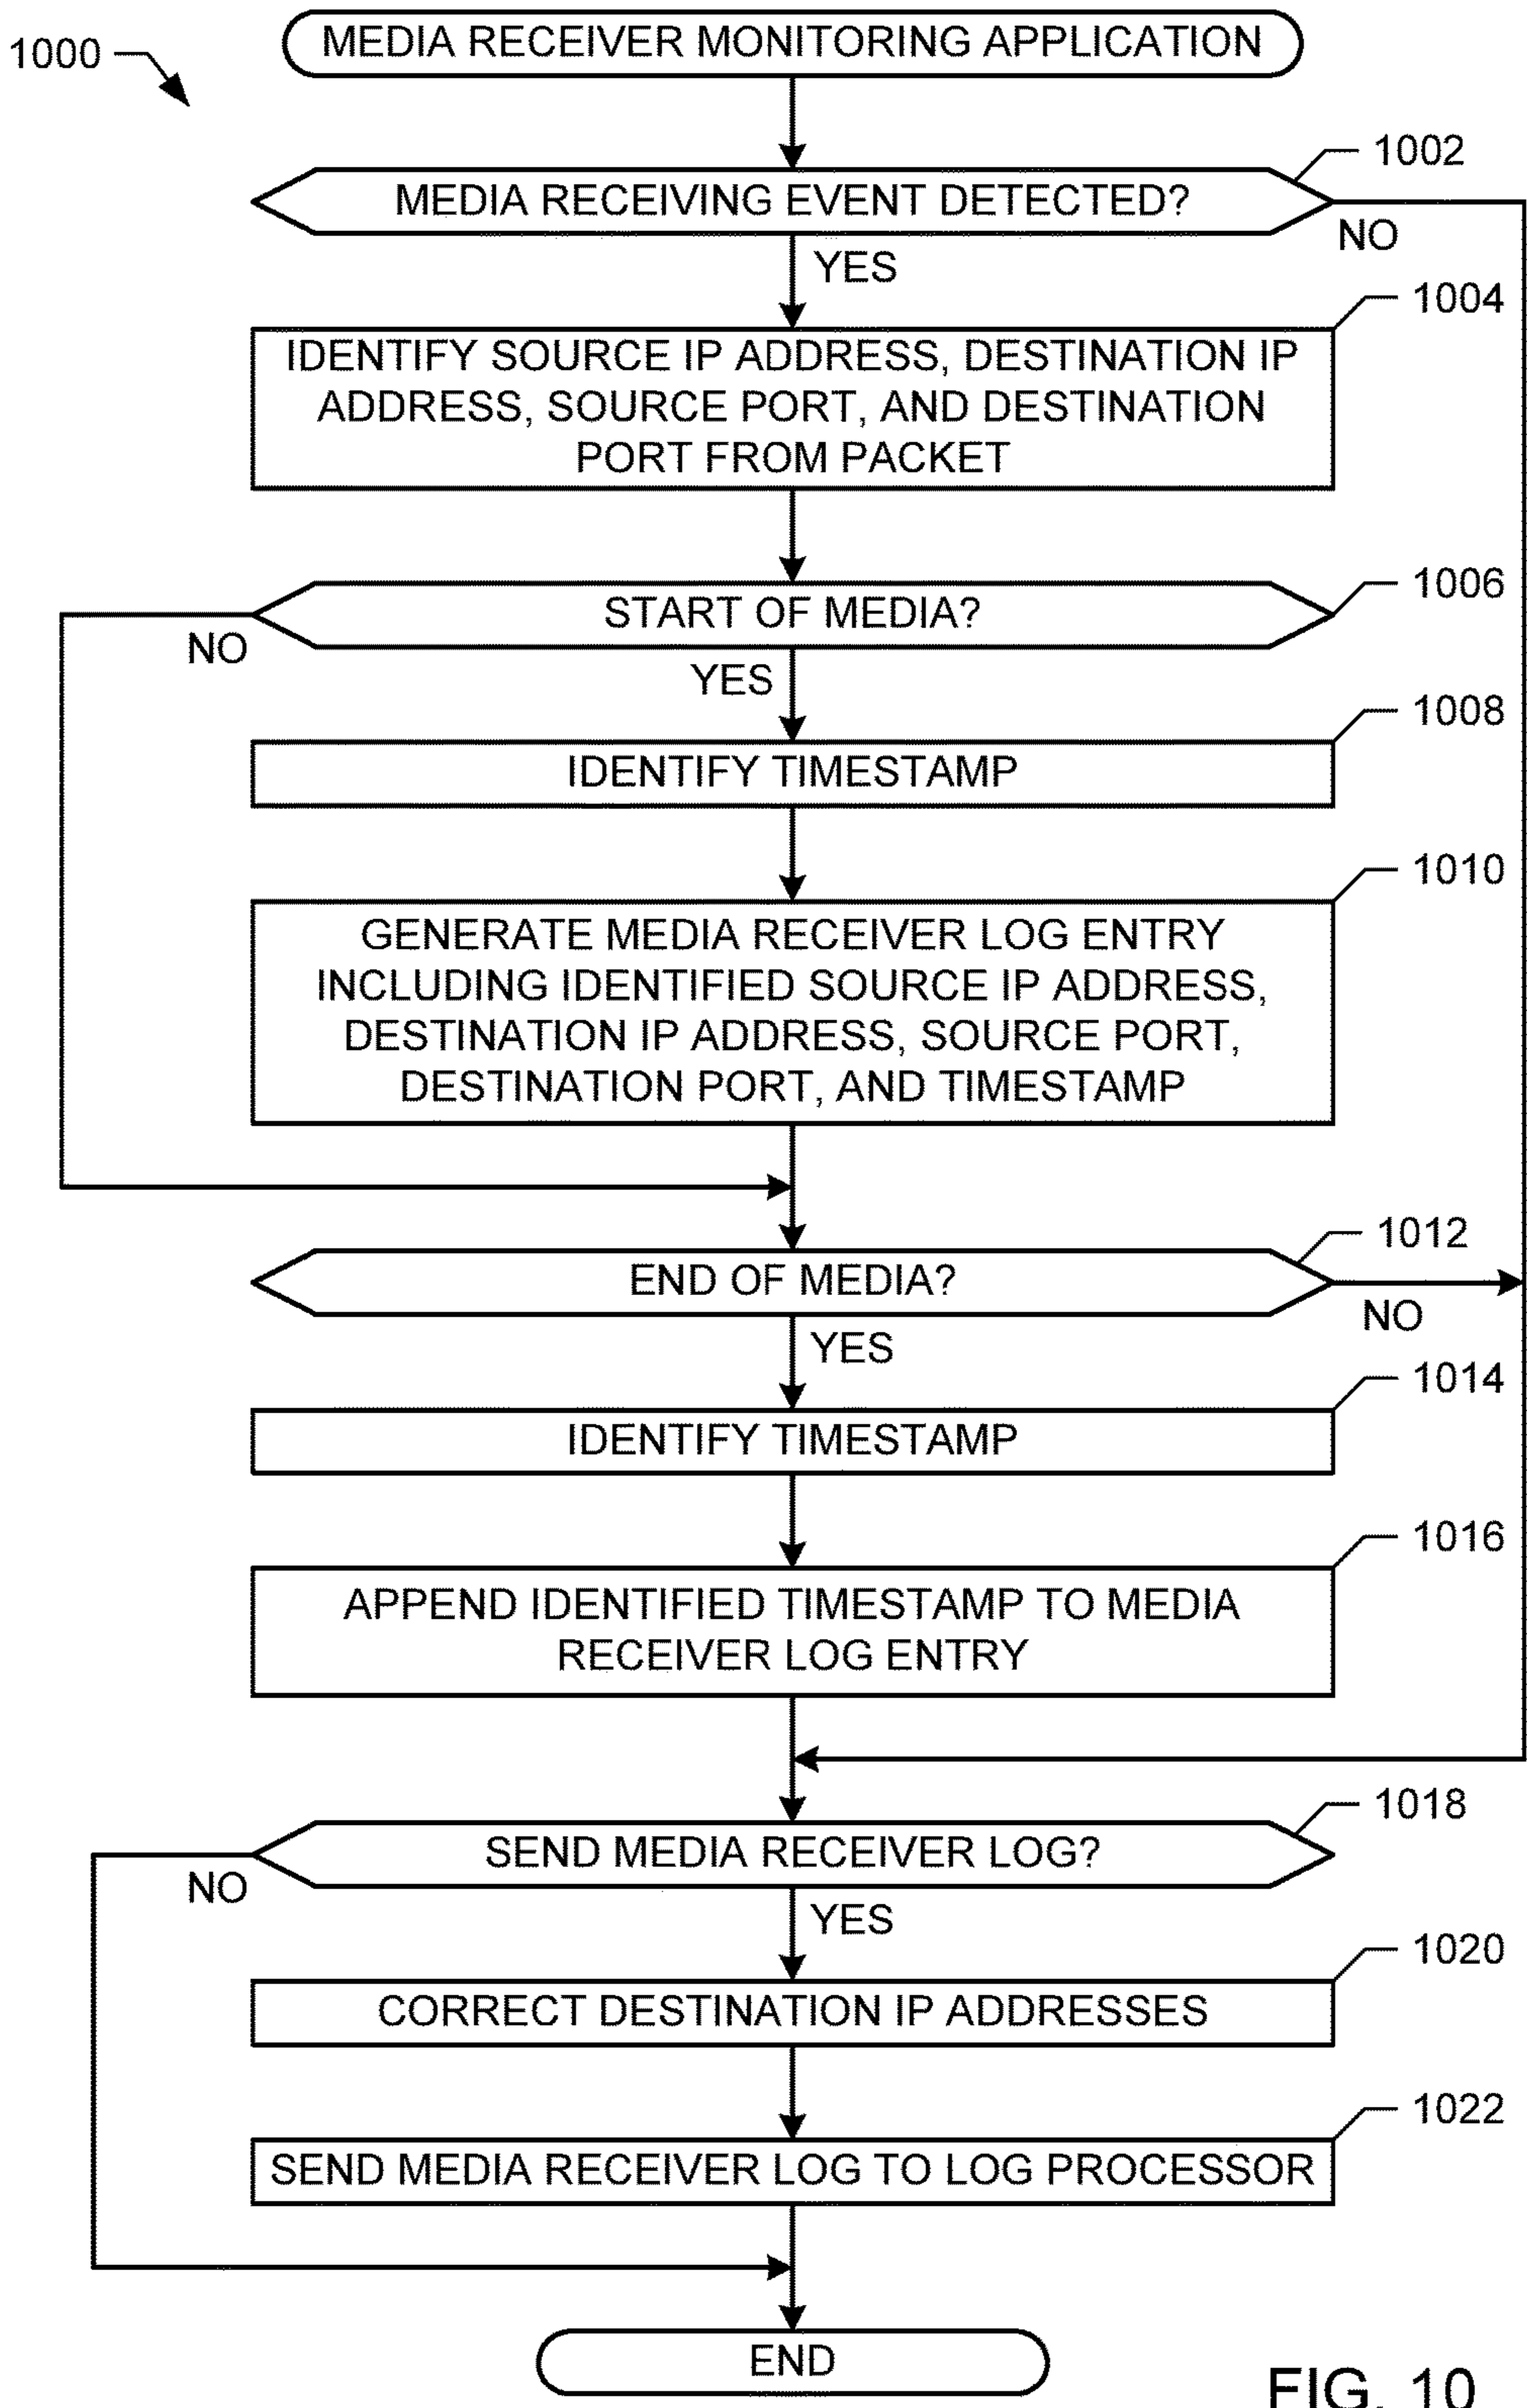 1000
MEDIA RECEIVER MONITORING APPLICATION
1002
MEDIA RECEIVING EVENT DETECTED?
NO
YES
1004
IDENTIFY SOURCE IP ADDRESS, DESTINATION IP
ADDRESS, SOURCE PORT, AND DESTINATION
PORT FROM PACKET
1006
START OF MEDIA?
NO
YES
1008
IDENTIFY TIMESTAMP
1010
GENERATE MEDIA RECEIVER LOG ENTRY
INCLUDING IDENTIFIED SOURCE IP ADDRESS,
DESTINATION IP ADDRESS, SOURCE PORT,
DESTINATION PORT, AND TIMESTAMP
1012
END OF MEDIA?
NO
YES
1014
IDENTIFY TIMESTAMP
1016
APPEND IDENTIFIED TIMESTAMP TO MEDIA
RECEIVER LOG ENTRY
1018
SEND MEDIA RECEIVER LOG?
NO
YES
1020
CORRECT DESTINATION IP ADDRESSES
1022
SEND MEDIA RECEIVER LOG TO LOG PROCESSOR
END
FIG. 10